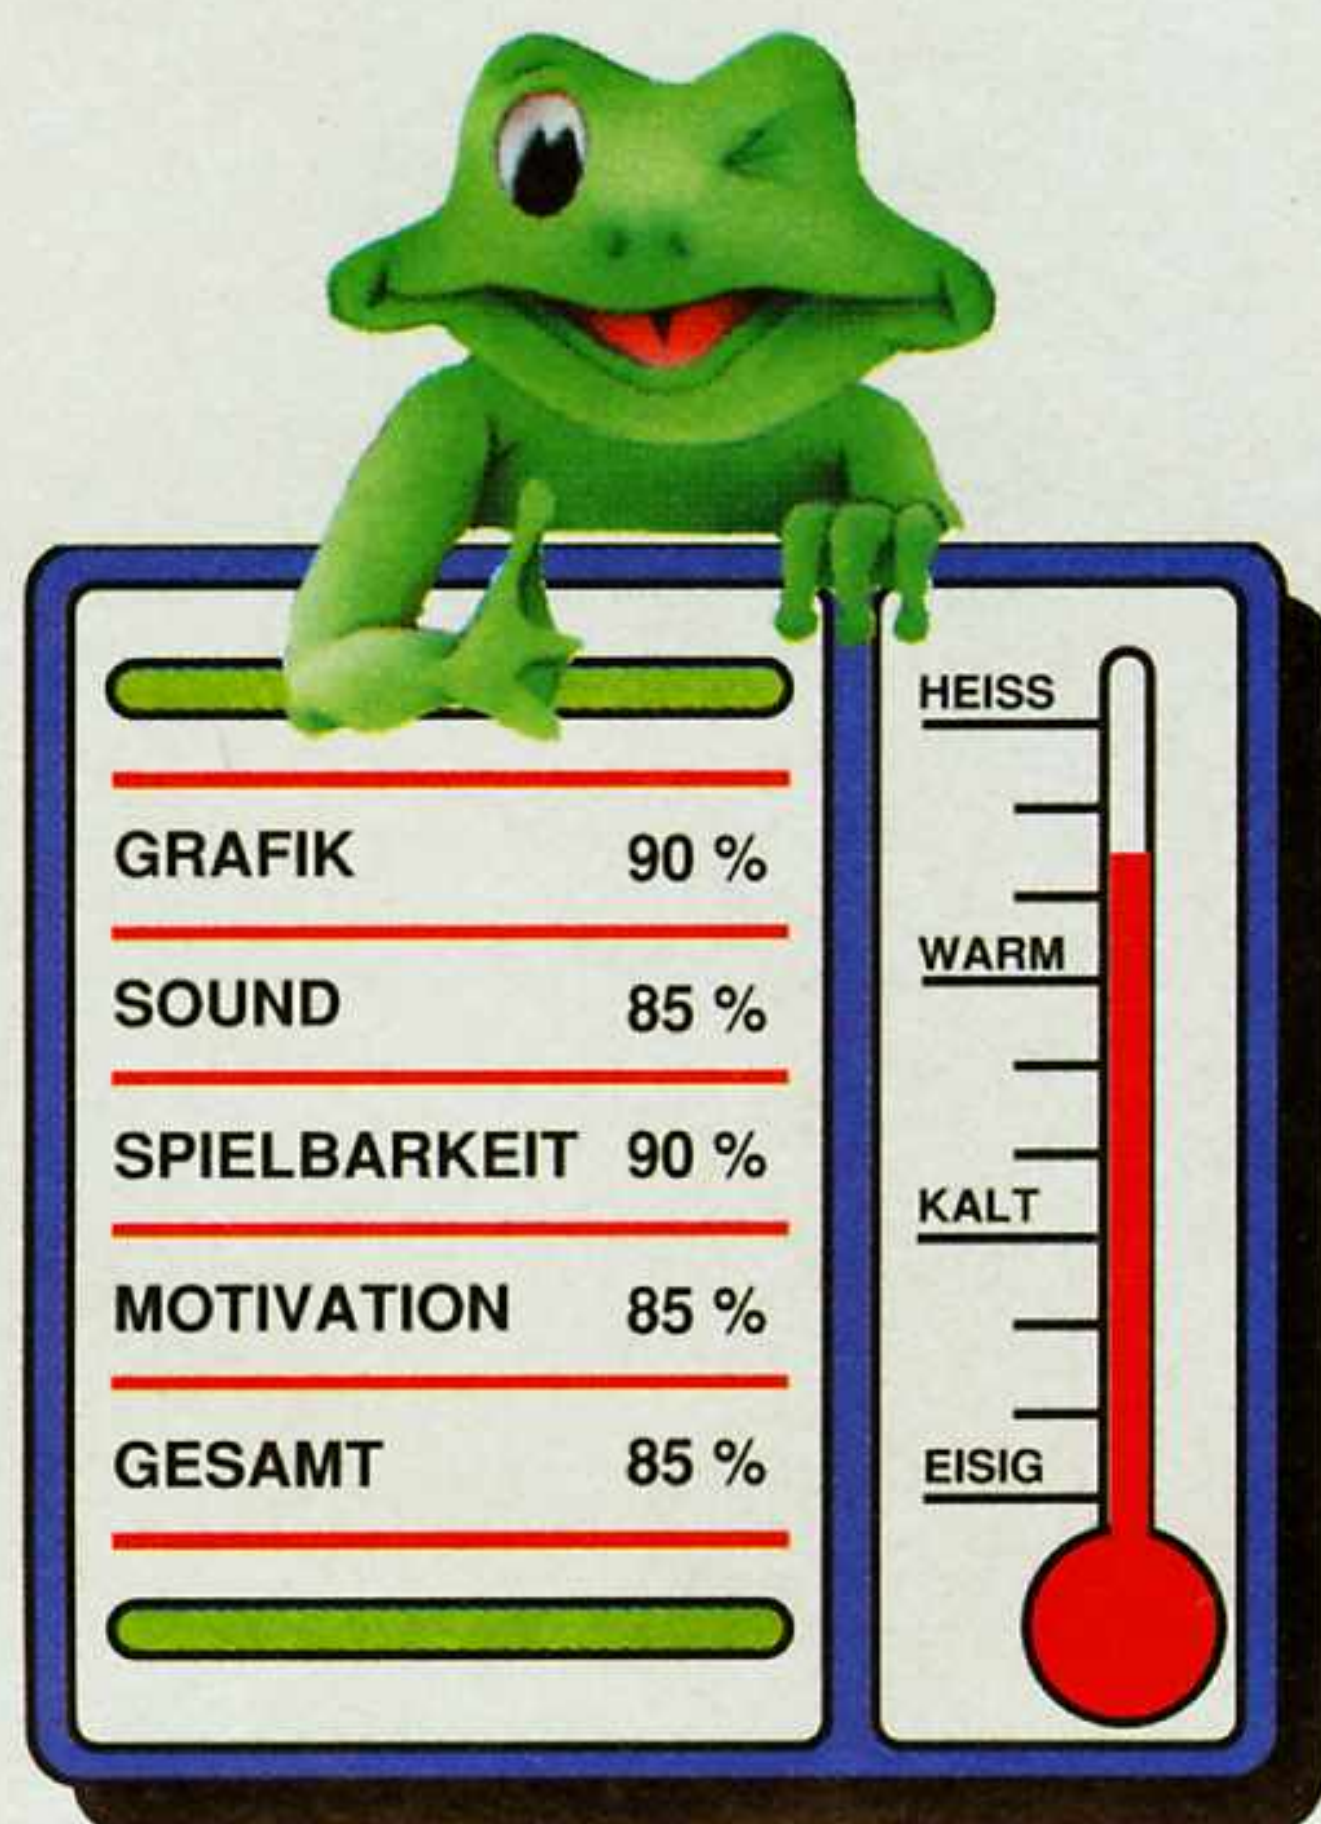 GRAFIK 90 %
SOUND 85 %
SPIELBARKEIT 90 %
MOTIVATION 85 %
GESAMT 85 %
HEISS
WARM
KALT
EISIG